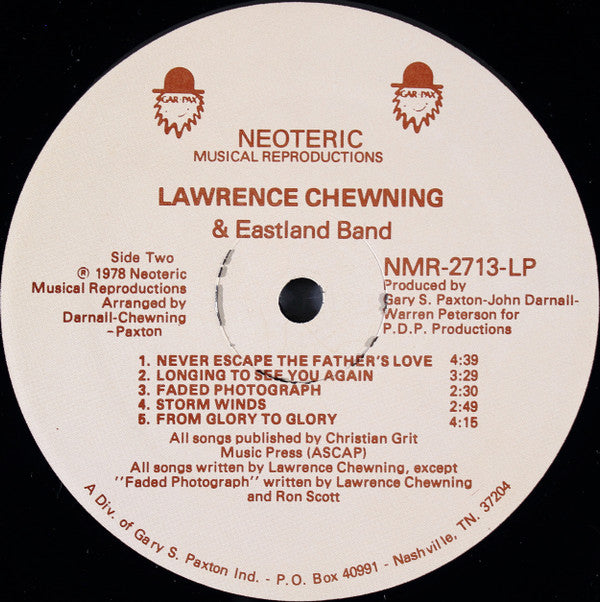 GAR-PAX
GAR-PAX
NEOTERIC
MUSICAL REPRODUCTIONS
LAWRENCE CHEWNING
& Eastland Band
Side Two
℗ 1978 Neoteric
Musical Reproductions
Arranged by
Darnall-Chewning
-Paxton
NMR-2713-LP
Produced by
Gary S. Paxton-John Darnall-
Warren Peterson for
P.D.P. Productions
1. NEVER ESCAPE THE FATHER'S LOVE 4:39
2. LONGING TO SEE YOU AGAIN 3:29
3. FADED PHOTOGRAPH 2:30
4. STORM WINDS 2:49
5. FROM GLORY TO GLORY 4:15
All songs published by Christian Grit
Music Press (ASCAP)
All songs written by Lawrence Chewning, except
"Faded Photograph" written by Lawrence Chewning
and Ron Scott
A Div. of Gary S. Paxton Ind. - P.O. Box 40991 - Nashville, TN. 37204